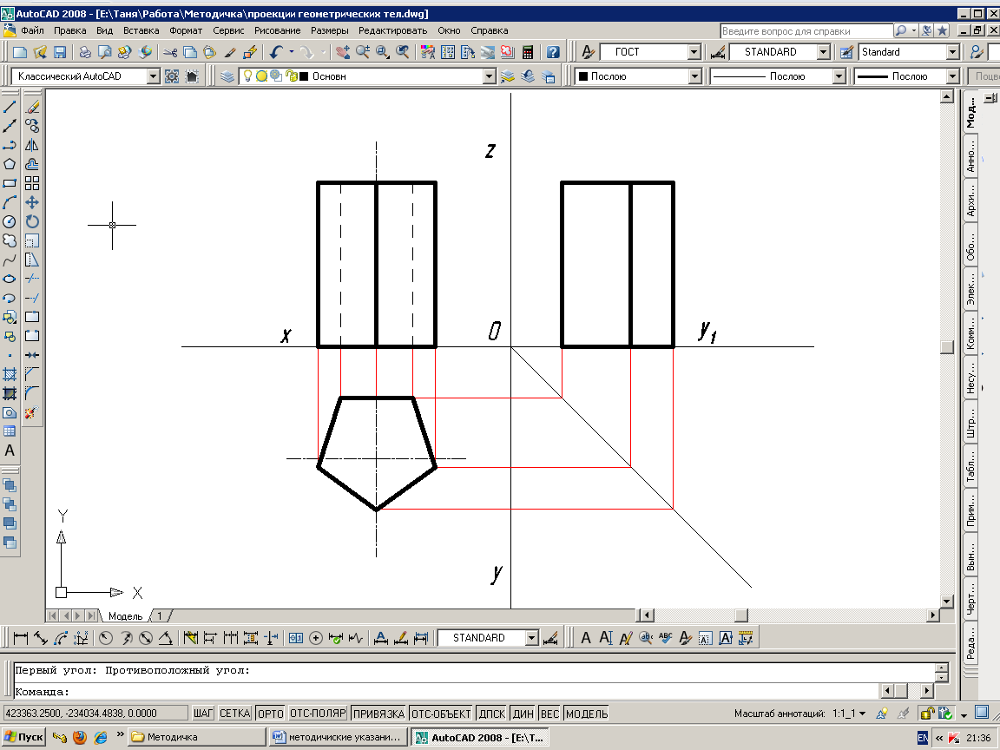 AutoCAD 2008 - [E:\Таня\Работа\Методичка\проекции геометрических тел.dwg]
Файл Правка Вид Вставка Формат Сервис Рисование Размеры Редактировать Окно Справка Введите вопрос для справки
ГОСТ STANDARD Standard
Классический AutoCAD Основн Послою Послою Послою Поцве
Мод...
Анно...
Архи...
Обо...
Элек...
Комм...
Несу...
Штр...
Табл...
Прим...
Вын...
Черт...
Реда...
z
x O y1
y
Y
X
A
Модель 1
STANDARD
Первый угол: Противоположный угол:
Команда:
423363.2500, -234034.4838, 0.0000 ШАГ СЕТКА ОРТО ОТС-ПОЛЯР ПРИВЯЗКА ОТС-ОБЪЕКТ ДПСК ДИН ВЕС МОДЕЛЬ Масштаб аннотаций: 1:1_1
Пуск » Методичка методичиские указани... AutoCAD 2008 - [E:\Т... EN « 21:36